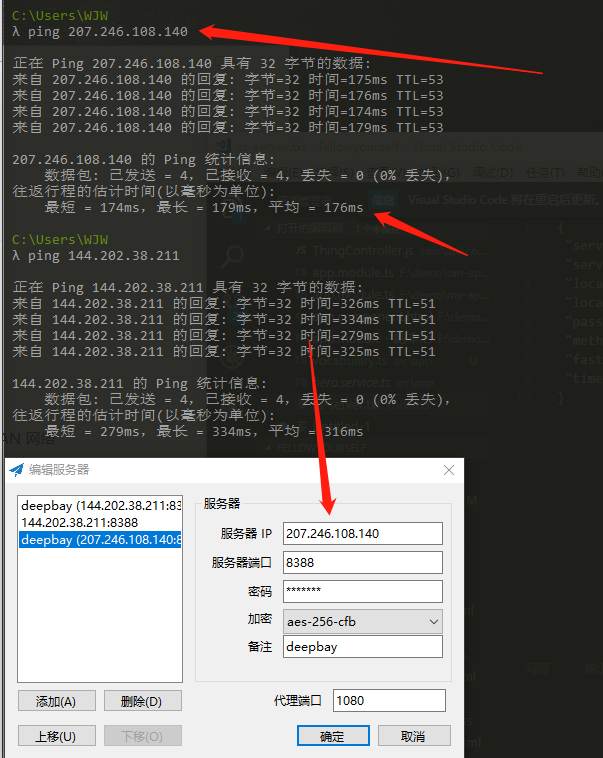 C:\Users\WJW
λ ping 207.246.108.140
正在 Ping 207.246.108.140 具有 32 字节的数据:
来自 207.246.108.140 的回复: 字节=32 时间=175ms TTL=53
来自 207.246.108.140 的回复: 字节=32 时间=176ms TTL=53
来自 207.246.108.140 的回复: 字节=32 时间=174ms TTL=53
来自 207.246.108.140 的回复: 字节=32 时间=179ms TTL=53
207.246.108.140 的 Ping 统计信息:
数据包: 已发送 = 4, 已接收 = 4, 丢失 = 0 (0% 丢失),
往返行程的估计时间(以毫秒为单位):
最短 = 174ms, 最长 = 179ms, 平均 = 176ms
Visual Studio Code 将在重启后更新。
ThingController.js
app.module.ts
C:\Users\WJW
λ ping 144.202.38.211
正在 Ping 144.202.38.211 具有 32 字节的数据:
来自 144.202.38.211 的回复: 字节=32 时间=326ms TTL=51
来自 144.202.38.211 的回复: 字节=32 时间=334ms TTL=51
来自 144.202.38.211 的回复: 字节=32 时间=279ms TTL=51
来自 144.202.38.211 的回复: 字节=32 时间=325ms TTL=51
144.202.38.211 的 Ping 统计信息:
数据包: 已发送 = 4, 已接收 = 4, 丢失 = 0 (0% 丢失),
往返行程的估计时间(以毫秒为单位):
最短 = 279ms, 最长 = 334ms, 平均 = 316ms
编辑服务器
deepbay (144.202.38.211:83
144.202.38.211:8388
deepbay (207.246.108.140:8
服务器
服务器 IP 207.246.108.140
服务器端口 8388
密码 *******
加密 aes-256-cfb
备注 deepbay
添加(A) 删除(D) 代理端口 1080
上移(U) 下移(O) 确定 取消